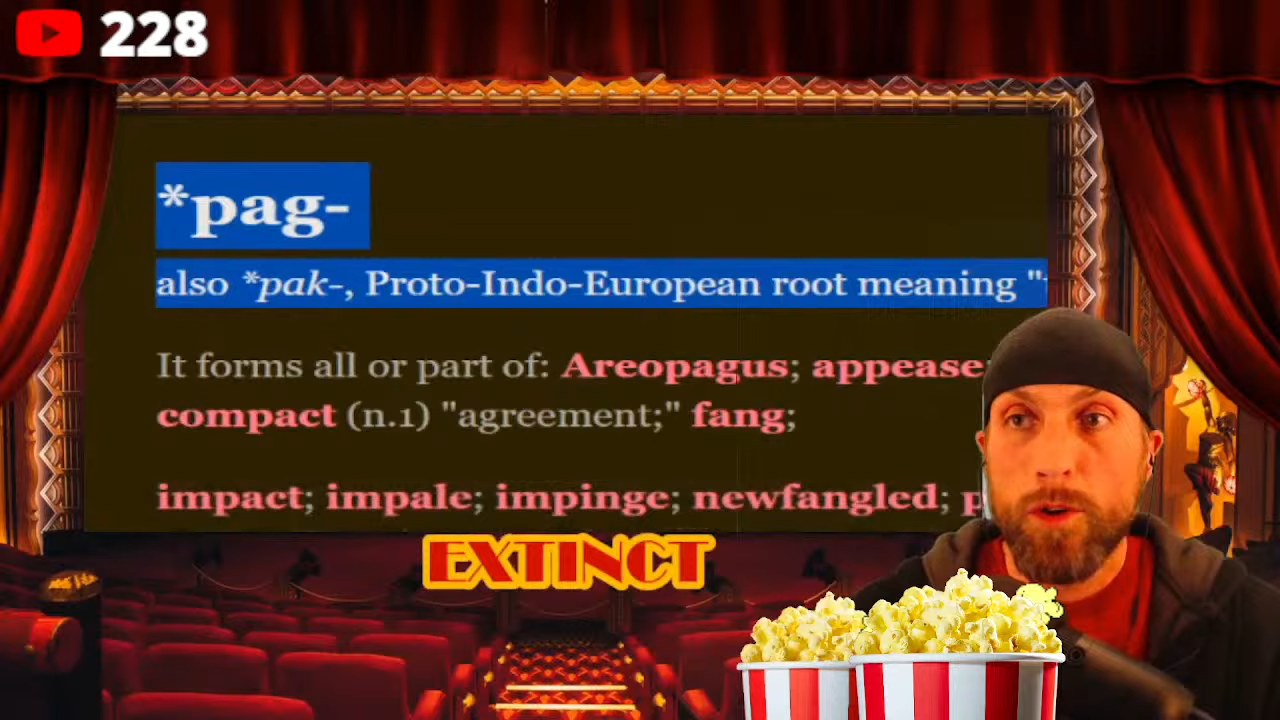 228
*pag-
also *pak-, Proto-Indo-European root meaning "
It forms all or part of: Areopagus; appease;
compact (n.1) "agreement;" fang;
impact; impale; impinge; newfangled; p
EXTINCT